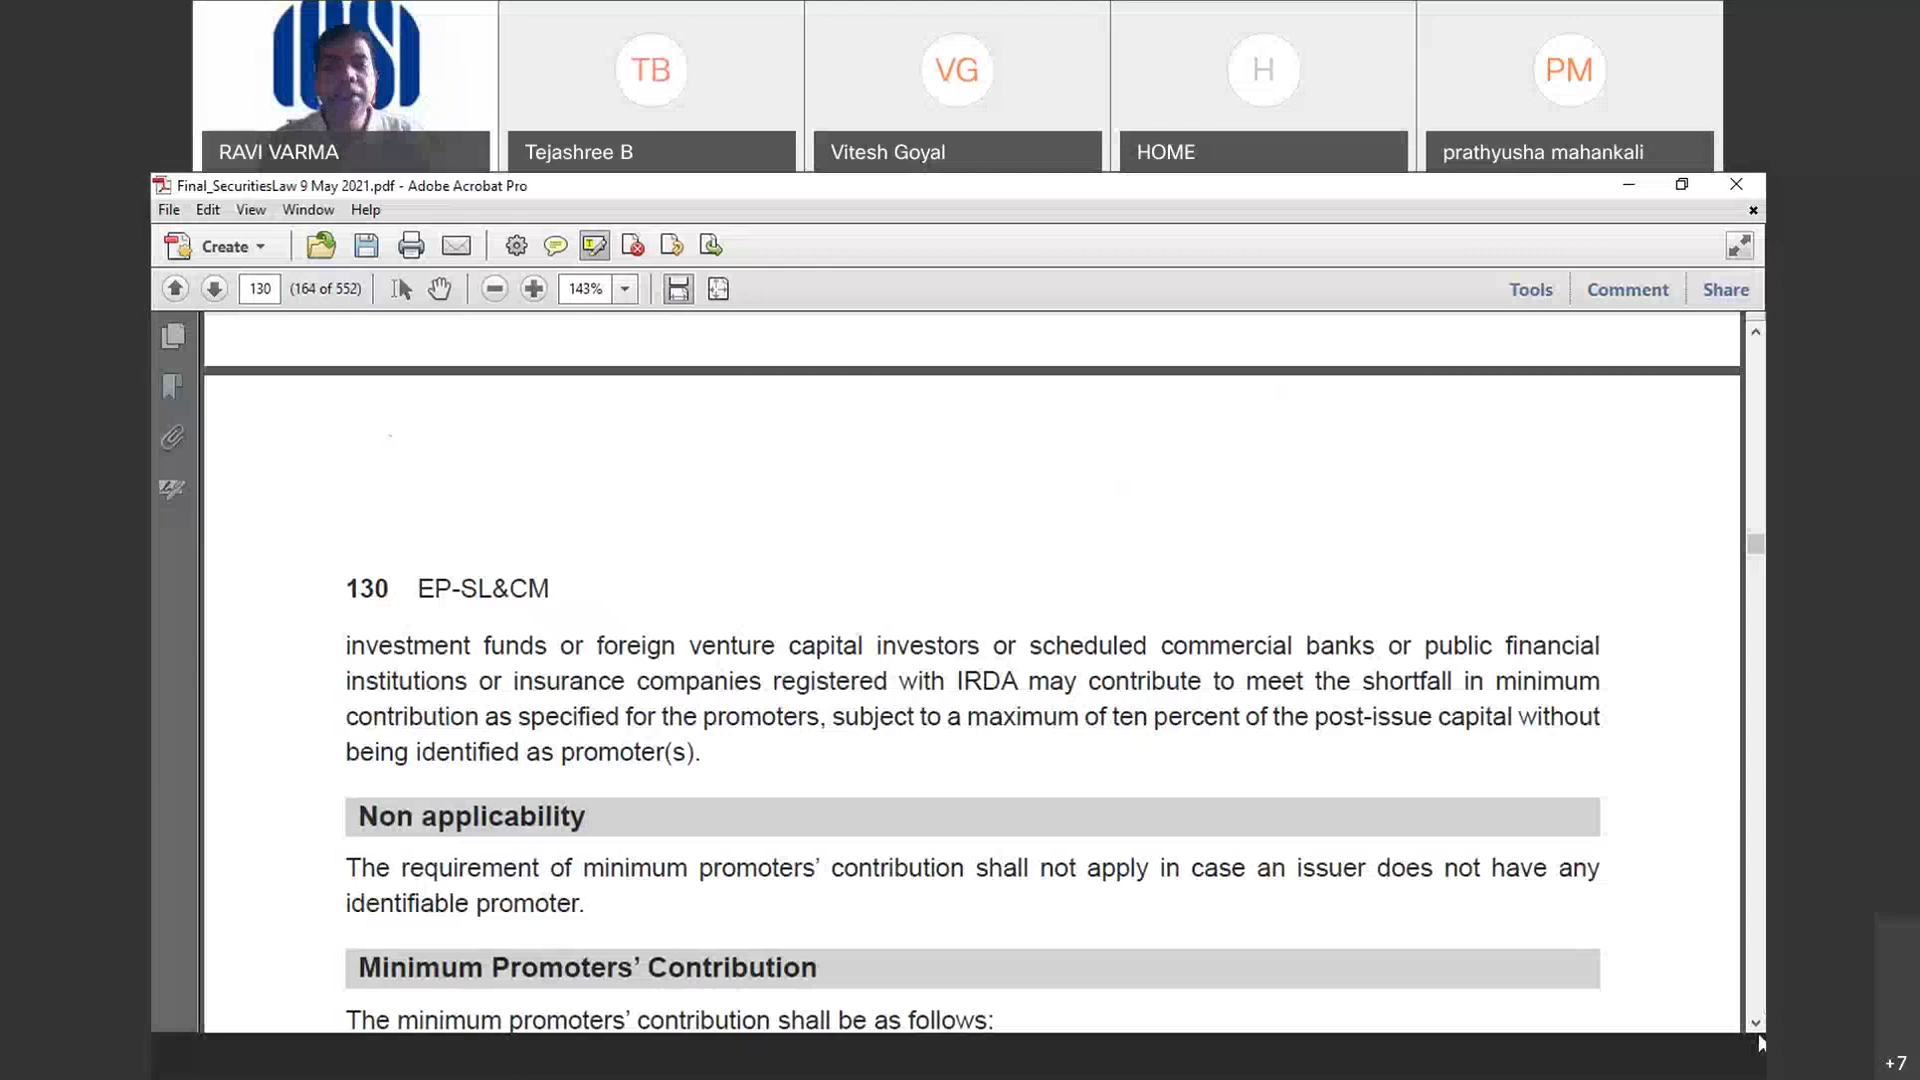 TB
VG
H
PM
RAVI VARMA
Tejashree B
Vitesh Goyal
HOME
prathyusha mahankali
Final_SecuritiesLaw 9 May 2021.pdf - Adobe Acrobat Pro
File Edit View Window Help
Create
130 (164 of 552) 143% Tools Comment Share
130 EP-SL&CM
investment funds or foreign venture capital investors or scheduled commercial banks or public financial
institutions or insurance companies registered with IRDA may contribute to meet the shortfall in minimum
contribution as specified for the promoters, subject to a maximum of ten percent of the post-issue capital without
being identified as promoter(s).
Non applicability
The requirement of minimum promoters’ contribution shall not apply in case an issuer does not have any
identifiable promoter.
Minimum Promoters’ Contribution
The minimum promoters’ contribution shall be as follows:
+7